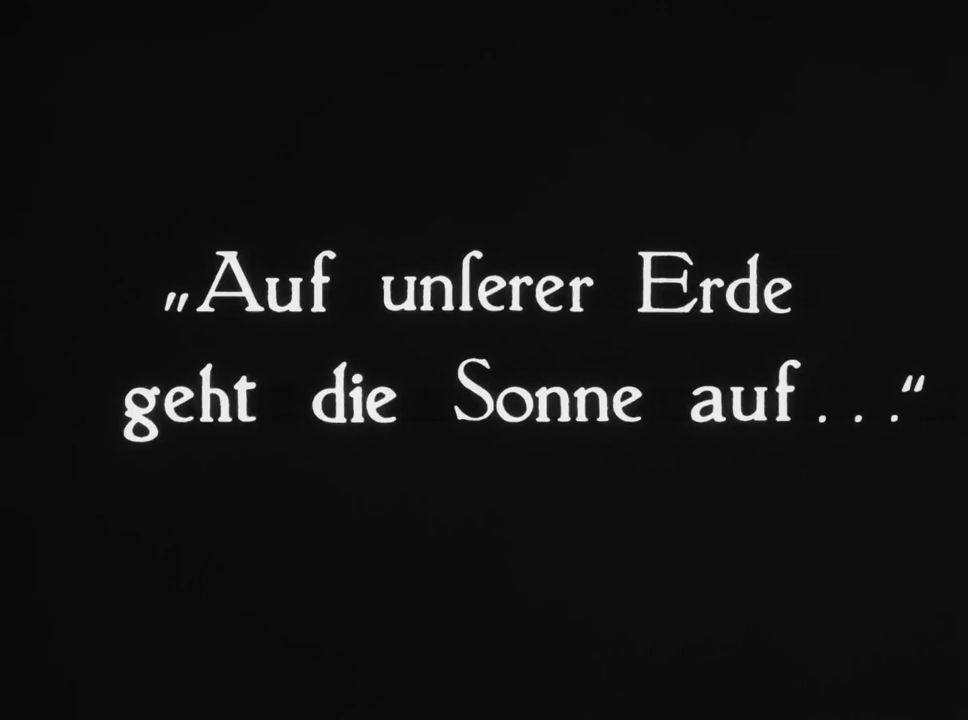 „Auf unſerer Erde
geht die Sonne auf . . .“